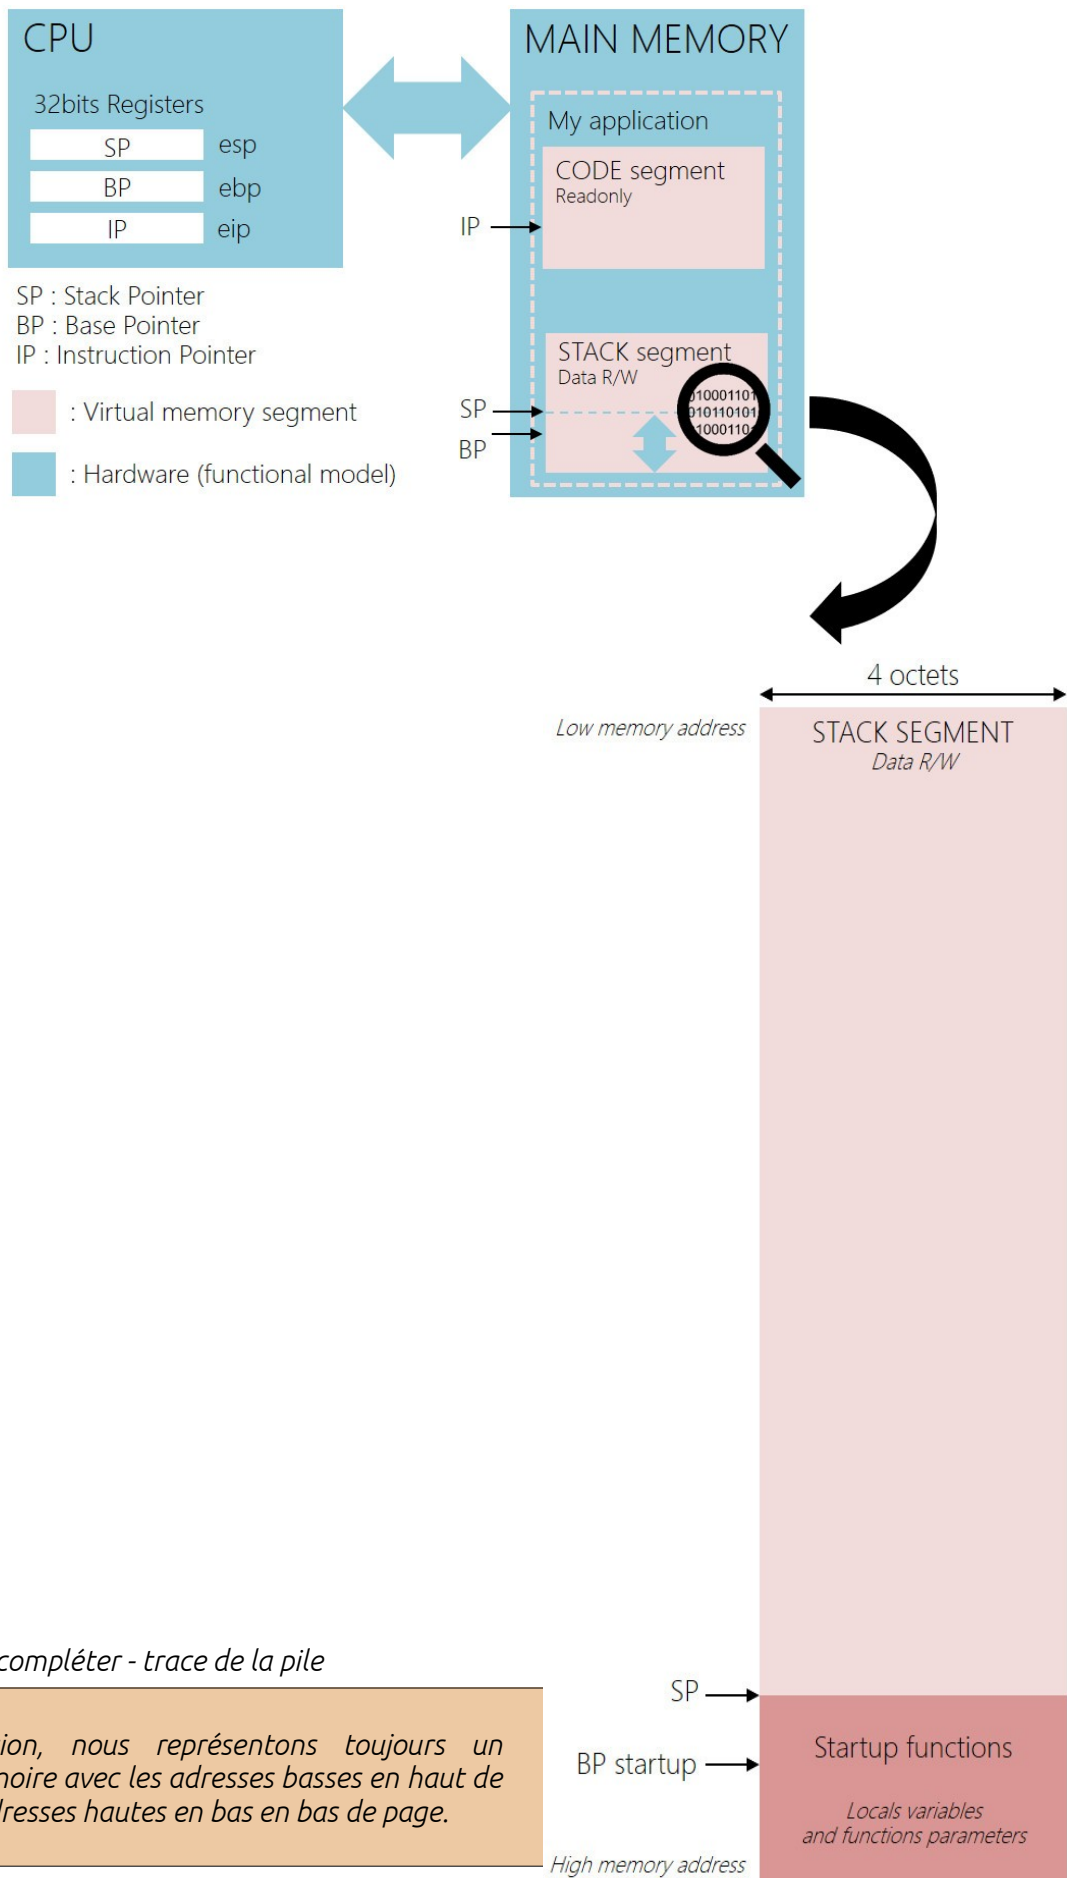 CPU
MAIN MEMORY
32bits Registers
SP esp
BP ebp
IP eip
My application
CODE segment
Readonly
IP
SP : Stack Pointer
BP : Base Pointer
IP : Instruction Pointer
STACK segment
Data R/W
SP
BP
: Virtual memory segment
: Hardware (functional model)
4 octets
Low memory address
STACK SEGMENT
Data R/W
compléter - trace de la pile
SP
tion, nous représentons toujours un
noire avec les adresses basses en haut de
dresses hautes en bas en bas de page.
BP startup
Startup functions
Locals variables
and functions parameters
High memory address